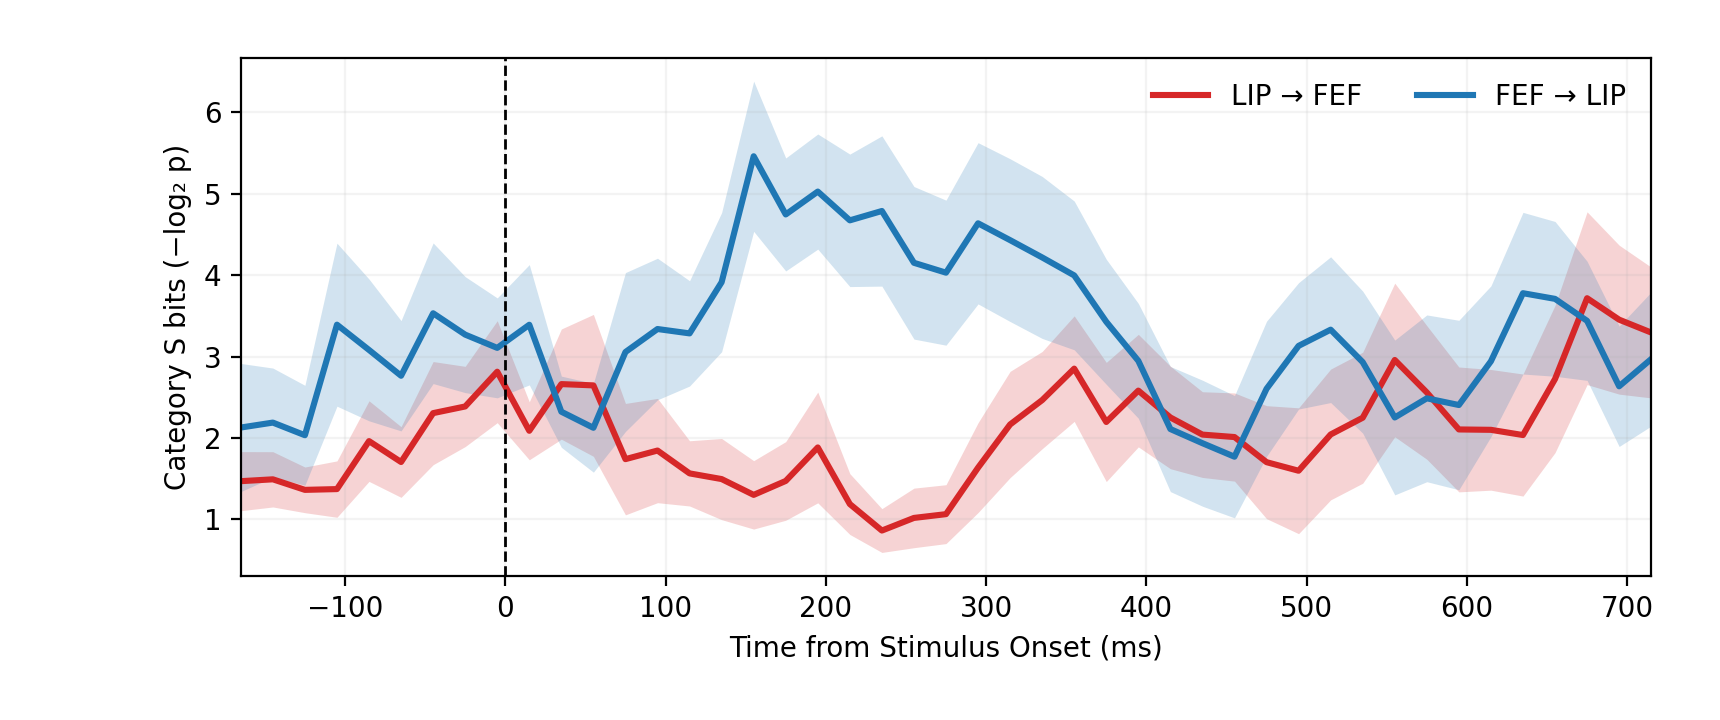 LIP → FEF
FEF → LIP
Category S bits (−log₂ p)
6
5
4
3
2
1
−100 0 100 200 300 400 500 600 700
Time from Stimulus Onset (ms)